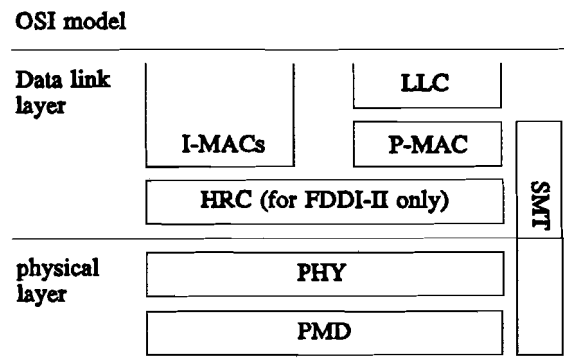 OSI model
Data link
layer
LLC
I-MACs
P-MAC
HRC (for FDDI-II only)
SMT
physical
layer
PHY
PMD